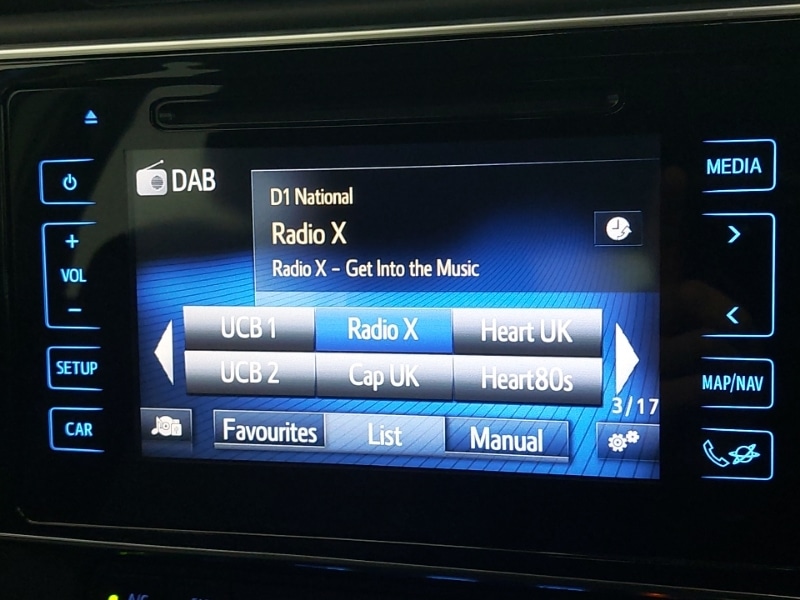 DAB
D1 National
Radio X
Radio X - Get Into the Music
UCB 1 Radio X Heart UK
UCB 2 Cap UK Heart80s
3/17
Favourites List Manual
VOL
SETUP
CAR
MEDIA
MAP/NAV
A/C